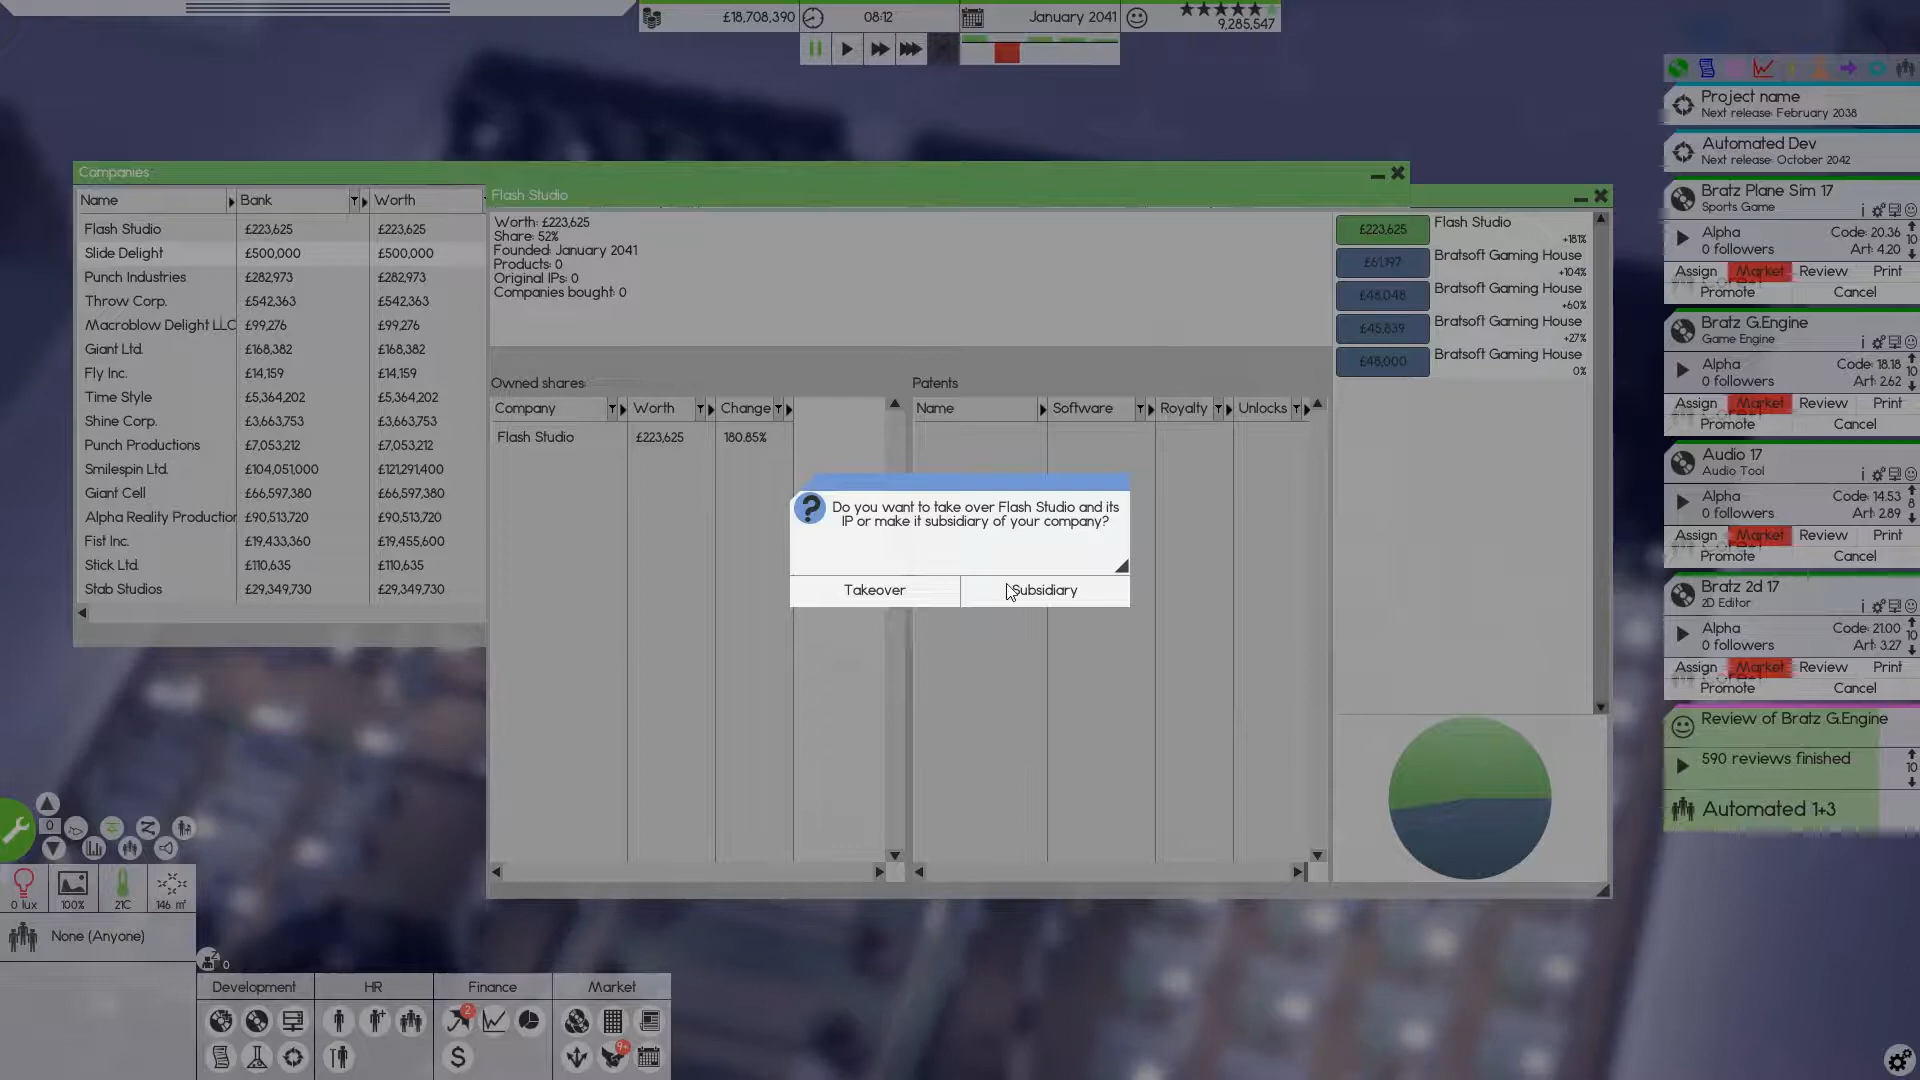 £18,708,390
08:12
January 2041
9,285,547
Companies
Name
Bank
Worth
Flash Studio
£223,625
£223,625
Slide Delight
£500,000
£500,000
Punch Industries
£282,973
£282,973
Throw Corp.
£542,363
£542,363
Macroblow Delight LLC
£99,276
£99,276
Giant Ltd.
£168,382
£168,382
Fly Inc.
£14,159
£14,159
Time Style
£5,364,202
£5,364,202
Shine Corp.
£3,663,753
£3,663,753
Punch Productions
£7,053,212
£7,053,212
Smilespin Ltd.
£104,051,000
£121,291,400
Giant Cell
£66,597,380
£66,597,380
Alpha Reality Production
£90,513,720
£90,513,720
Fist Inc.
£19,433,360
£19,455,600
Stick Ltd.
£110,635
£110,635
Stab Studios
£29,349,730
£29,349,730
Flash Studio
Worth: £223,625
Share: 52%
Founded: January 2041
Products: 0
Original IPs: 0
Companies bought: 0
Owned shares
Company
Worth
Change
Flash Studio
£223,625
180.85%
Patents
Name
Software
Royalty
Unlocks
£223,625
Flash Studio
+181%
£61,197
Bratsoft Gaming House
+104%
£48,048
Bratsoft Gaming House
+60%
£45,839
Bratsoft Gaming House
+27%
£48,000
Bratsoft Gaming House
0%
Do you want to take over Flash Studio and its
IP or make it subsidiary of your company?
Takeover
Subsidiary
Project name
Next release: February 2038
Automated Dev
Next release: October 2042
Bratz Plane Sim 17
Sports Game
Alpha
Code: 20.36
0 followers
Art: 4.20
10
Assign
Market
Review
Print
Promote
Cancel
Bratz G.Engine
Game Engine
Alpha
Code: 18.18
0 followers
Art: 2.62
10
Assign
Market
Review
Print
Promote
Cancel
Audio 17
Audio Tool
Alpha
Code: 14.53
0 followers
Art: 2.89
8
Assign
Market
Review
Print
Promote
Cancel
Bratz 2d 17
2D Editor
Alpha
Code: 21.00
0 followers
Art: 3.27
10
Assign
Market
Review
Print
Promote
Cancel
Review of Bratz G.Engine
590 reviews finished
10
Automated 1+3
0
0 lux
100%
21C
146 m²
None (Anyone)
0
Development
HR
Finance
Market
2
9+